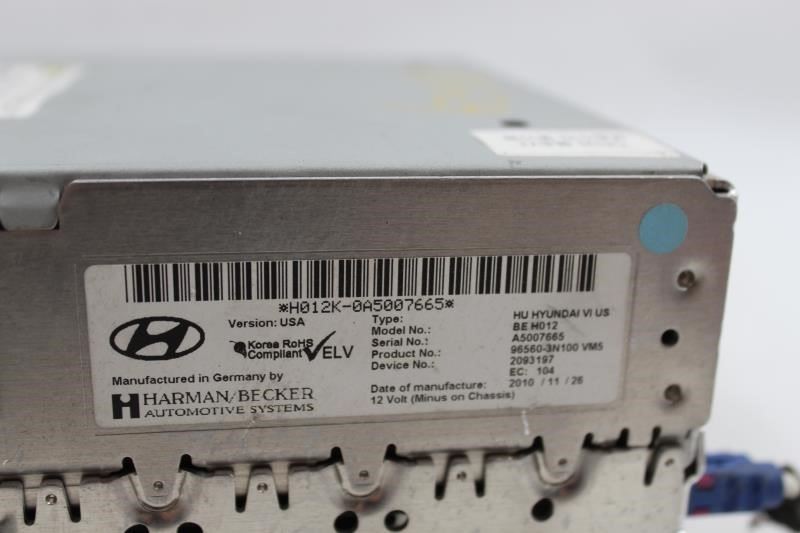 *H012K-0A5007665*
Version: USA
Korea RoHS
Compliant ELV
Manufactured in Germany by
HARMAN/BECKER
AUTOMOTIVE SYSTEMS
Type: HU HYUNDAI VI US
Model No.: BE H012
Serial No.: A5007665
Product No.: 96560-3N100 VM5
Device No.: 2093197
EC: 104
Date of manufacture: 2010 / 11 / 26
12 Volt (Minus on Chassis)